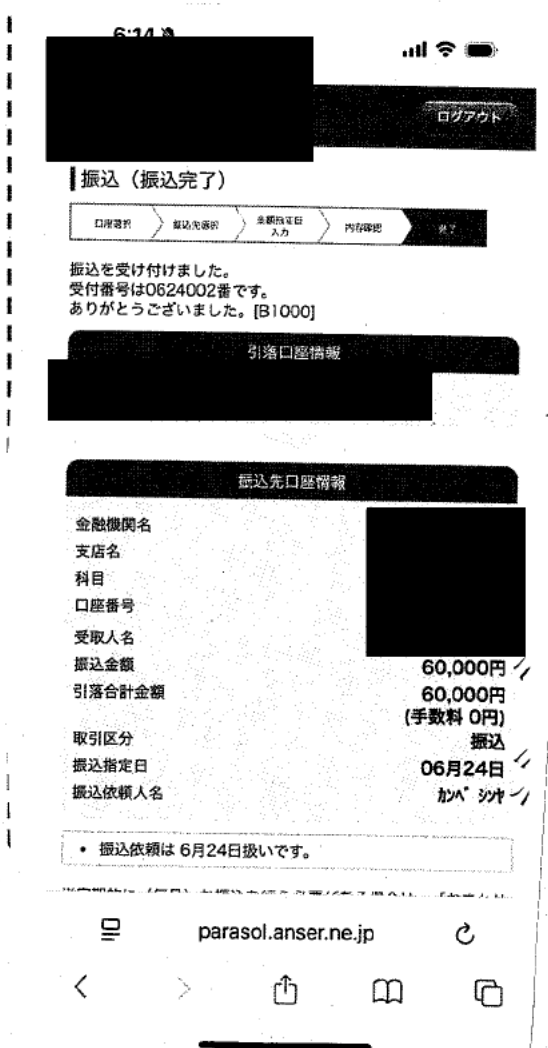 6:14
ログアウト
振込（振込完了）
口座選択
振込先選択
金額指定日
入力
内容確認
完了
振込を受け付けました。
受付番号は0624002番です。
ありがとうございました。[B1000]
引落口座情報
振込先口座情報
金融機関名
支店名
科目
口座番号
受取人名
振込金額 60,000円
引落合計金額 60,000円
(手数料 0円)
取引区分 振込
振込指定日 06月24日
振込依頼人名 ｶﾝﾍﾞ ｼﾝﾔ
• 振込依頼は 6月24日扱いです。
parasol.anser.ne.jp